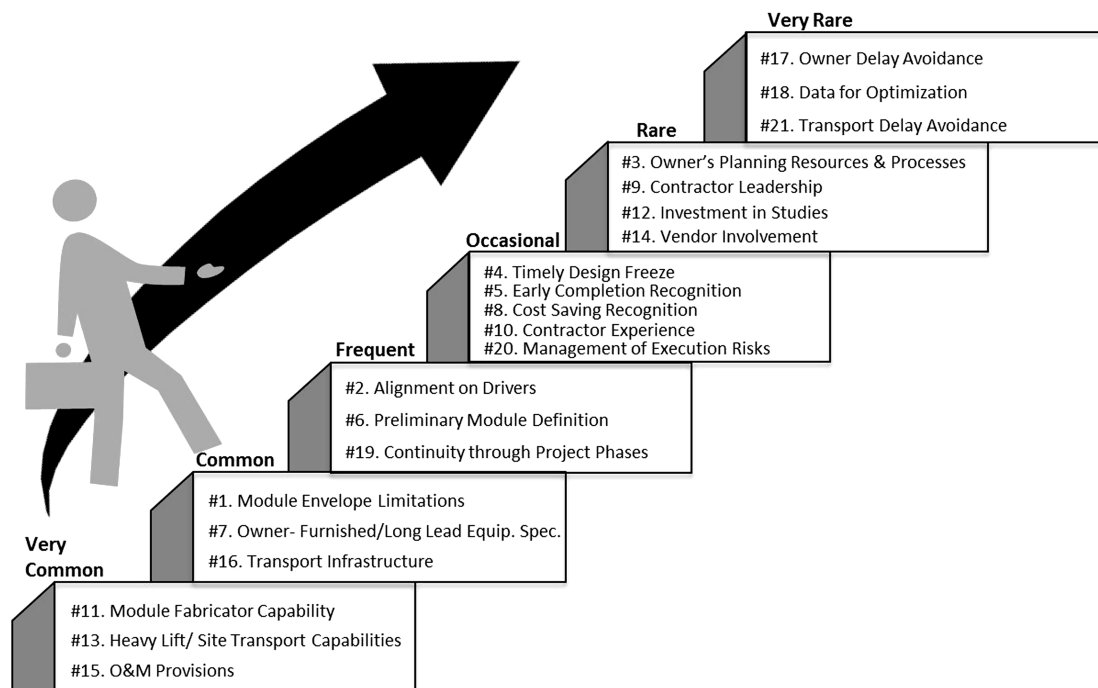 Very Rare
#17. Owner Delay Avoidance
#18. Data for Optimization
#21. Transport Delay Avoidance
Rare
#3. Owner’s Planning Resources & Processes
#9. Contractor Leadership
#12. Investment in Studies
#14. Vendor Involvement
Occasional
#4. Timely Design Freeze
#5. Early Completion Recognition
#8. Cost Saving Recognition
#10. Contractor Experience
#20. Management of Execution Risks
Frequent
#2. Alignment on Drivers
#6. Preliminary Module Definition
#19. Continuity through Project Phases
Common
#1. Module Envelope Limitations
#7. Owner- Furnished/Long Lead Equip. Spec.
#16. Transport Infrastructure
Very
Common
#11. Module Fabricator Capability
#13. Heavy Lift/ Site Transport Capabilities
#15. O&M Provisions